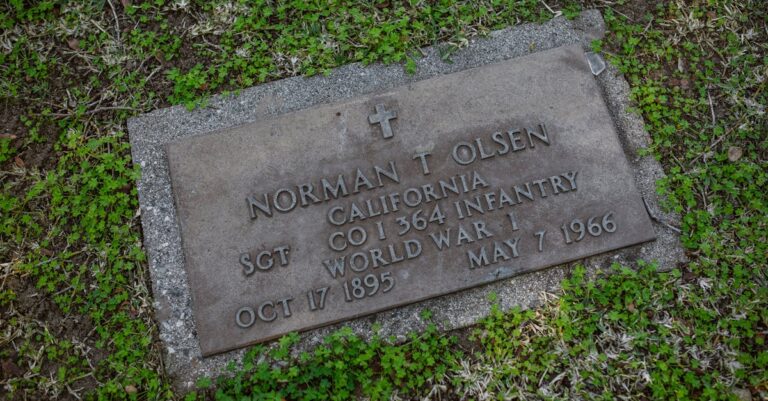 NORMAN T OLSEN
CALIFORNIA
SGT CO I 364 INFANTRY
WORLD WAR I
OCT 17 1895 MAY 7 1966